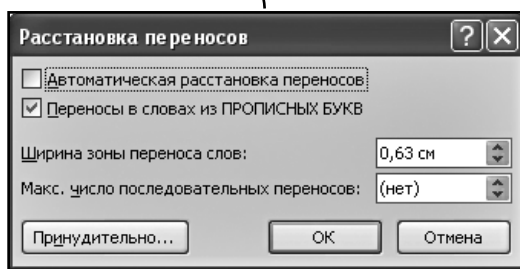 Расстановка переносов
Автоматическая расстановка переносов
Переносы в словах из ПРОПИСНЫХ БУКВ
Ширина зоны переноса слов: 0,63 см
Макс. число последовательных переносов: (нет)
Принудительно... ОК Отмена